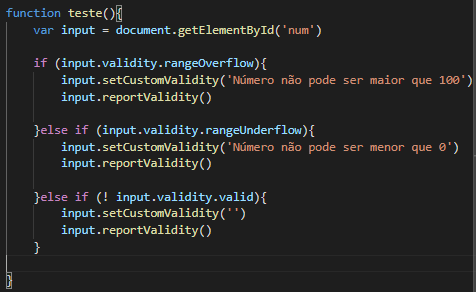 function teste(){
var input = document.getElementById('num')
if (input.validity.rangeOverflow){
input.setCustomValidity('Número não pode ser maior que 100')
input.reportValidity()
}else if (input.validity.rangeUnderflow){
input.setCustomValidity('Número não pode ser menor que 0')
input.reportValidity()
}else if (! input.validity.valid){
input.setCustomValidity('')
input.reportValidity()
}
}